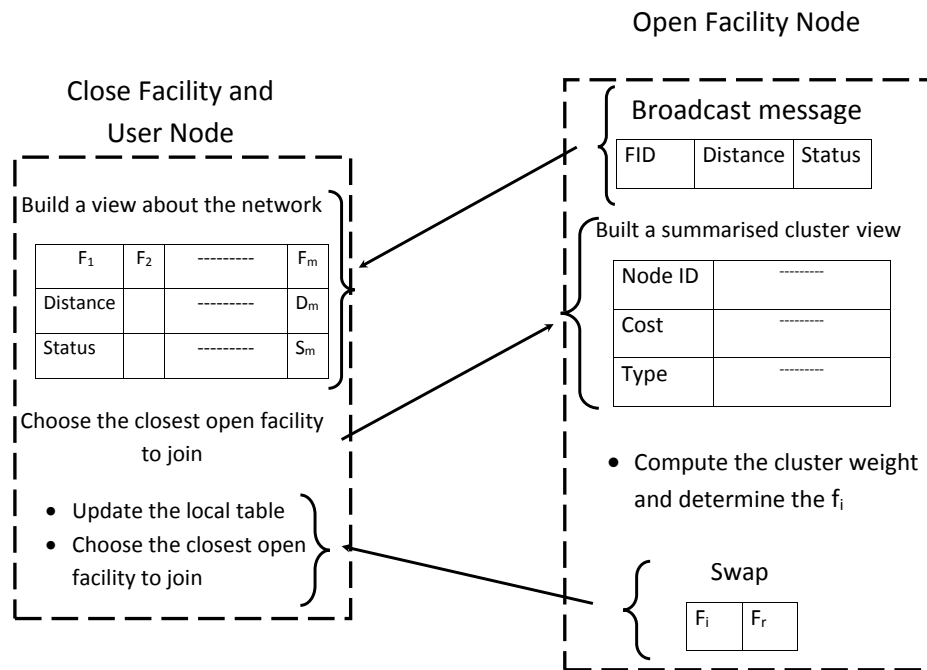 Open Facility Node
Close Facility and
User Node
Broadcast message
FID Distance Status
Build a view about the network
F₁ F₂ --------- Fₘ
Distance --------- Dₘ
Status --------- Sₘ
Choose the closest open facility
to join
• Update the local table
• Choose the closest open
facility to join
Built a summarised cluster view
Node ID ---------
Cost ---------
Type ---------
• Compute the cluster weight
and determine the fᵢ
Swap
Fᵢ Fᵣ